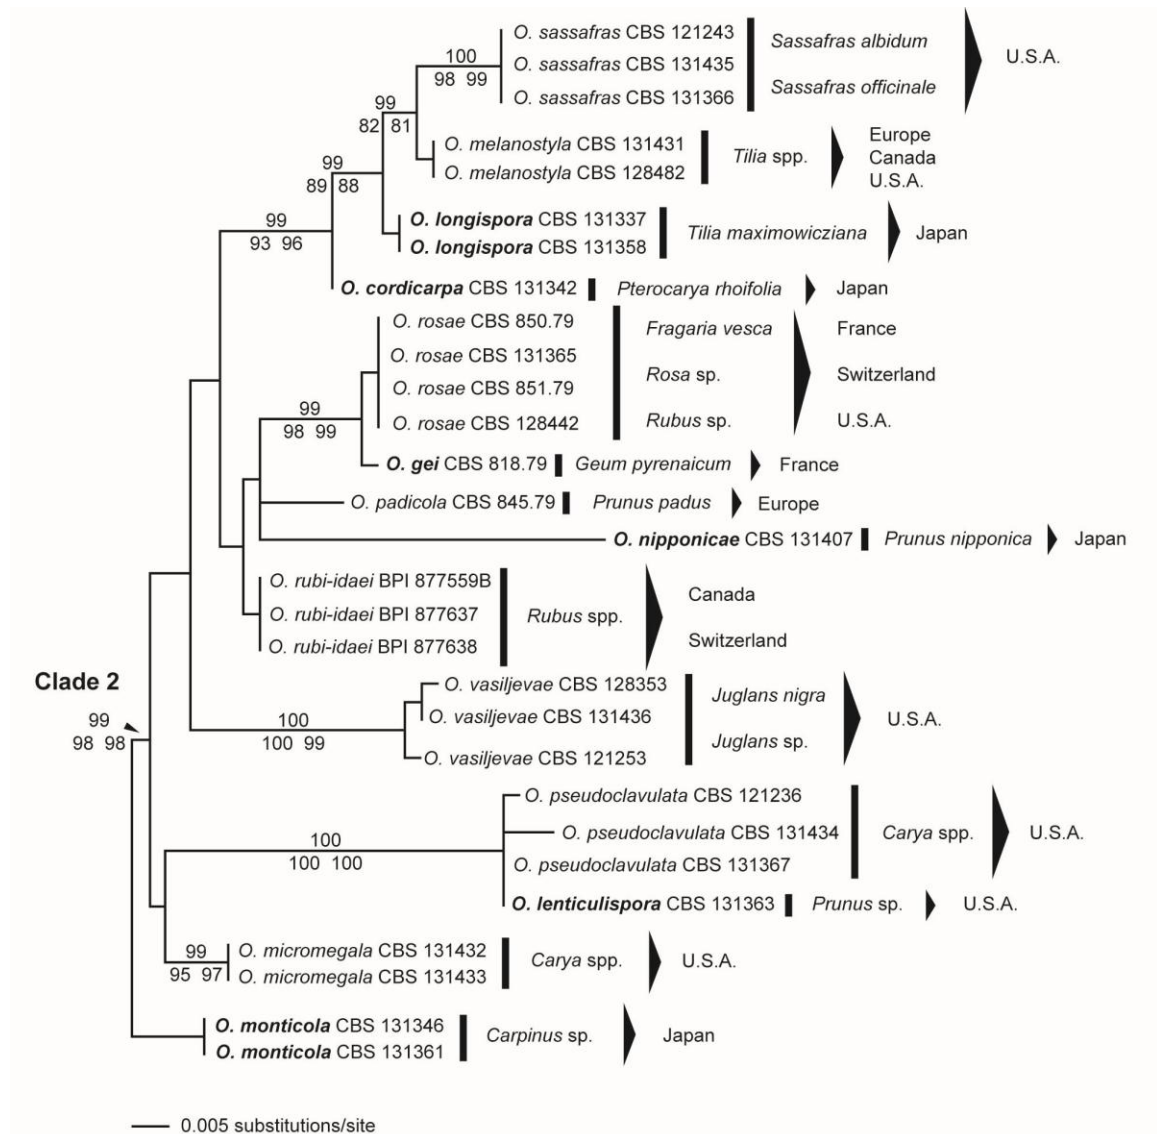 O. sassafras CBS 121243
O. sassafras CBS 131435
O. sassafras CBS 131366
Sassafras albidum
Sassafras officinale
U.S.A.
100
98 99
99
82 81
O. melanostyla CBS 131431
O. melanostyla CBS 128482
Tilia spp.
Europe
Canada
U.S.A.
99
89 88
O. longispora CBS 131337
O. longispora CBS 131358
Tilia maximowicziana
Japan
99
93 96
O. cordicarpa CBS 131342
Pterocarya rhoifolia
Japan
O. rosae CBS 850.79
O. rosae CBS 131365
O. rosae CBS 851.79
O. rosae CBS 128442
Fragaria vesca
Rosa sp.
Rubus sp.
France
Switzerland
U.S.A.
99
98 99
O. gei CBS 818.79
Geum pyrenaicum
France
O. padicola CBS 845.79
Prunus padus
Europe
O. nipponicae CBS 131407
Prunus nipponica
Japan
O. rubi-idaei BPI 877559B
O. rubi-idaei BPI 877637
O. rubi-idaei BPI 877638
Rubus spp.
Canada
Switzerland
Clade 2
99
98 98
O. vasiljevae CBS 128353
O. vasiljevae CBS 131436
O. vasiljevae CBS 121253
Juglans nigra
Juglans sp.
U.S.A.
100
100 99
O. pseudoclavulata CBS 121236
O. pseudoclavulata CBS 131434
O. pseudoclavulata CBS 131367
Carya spp.
U.S.A.
100
100 100
O. lenticulispora CBS 131363
Prunus sp.
U.S.A.
99
95 97
O. micromegala CBS 131432
O. micromegala CBS 131433
Carya spp.
U.S.A.
O. monticola CBS 131346
O. monticola CBS 131361
Carpinus sp.
Japan
0.005 substitutions/site